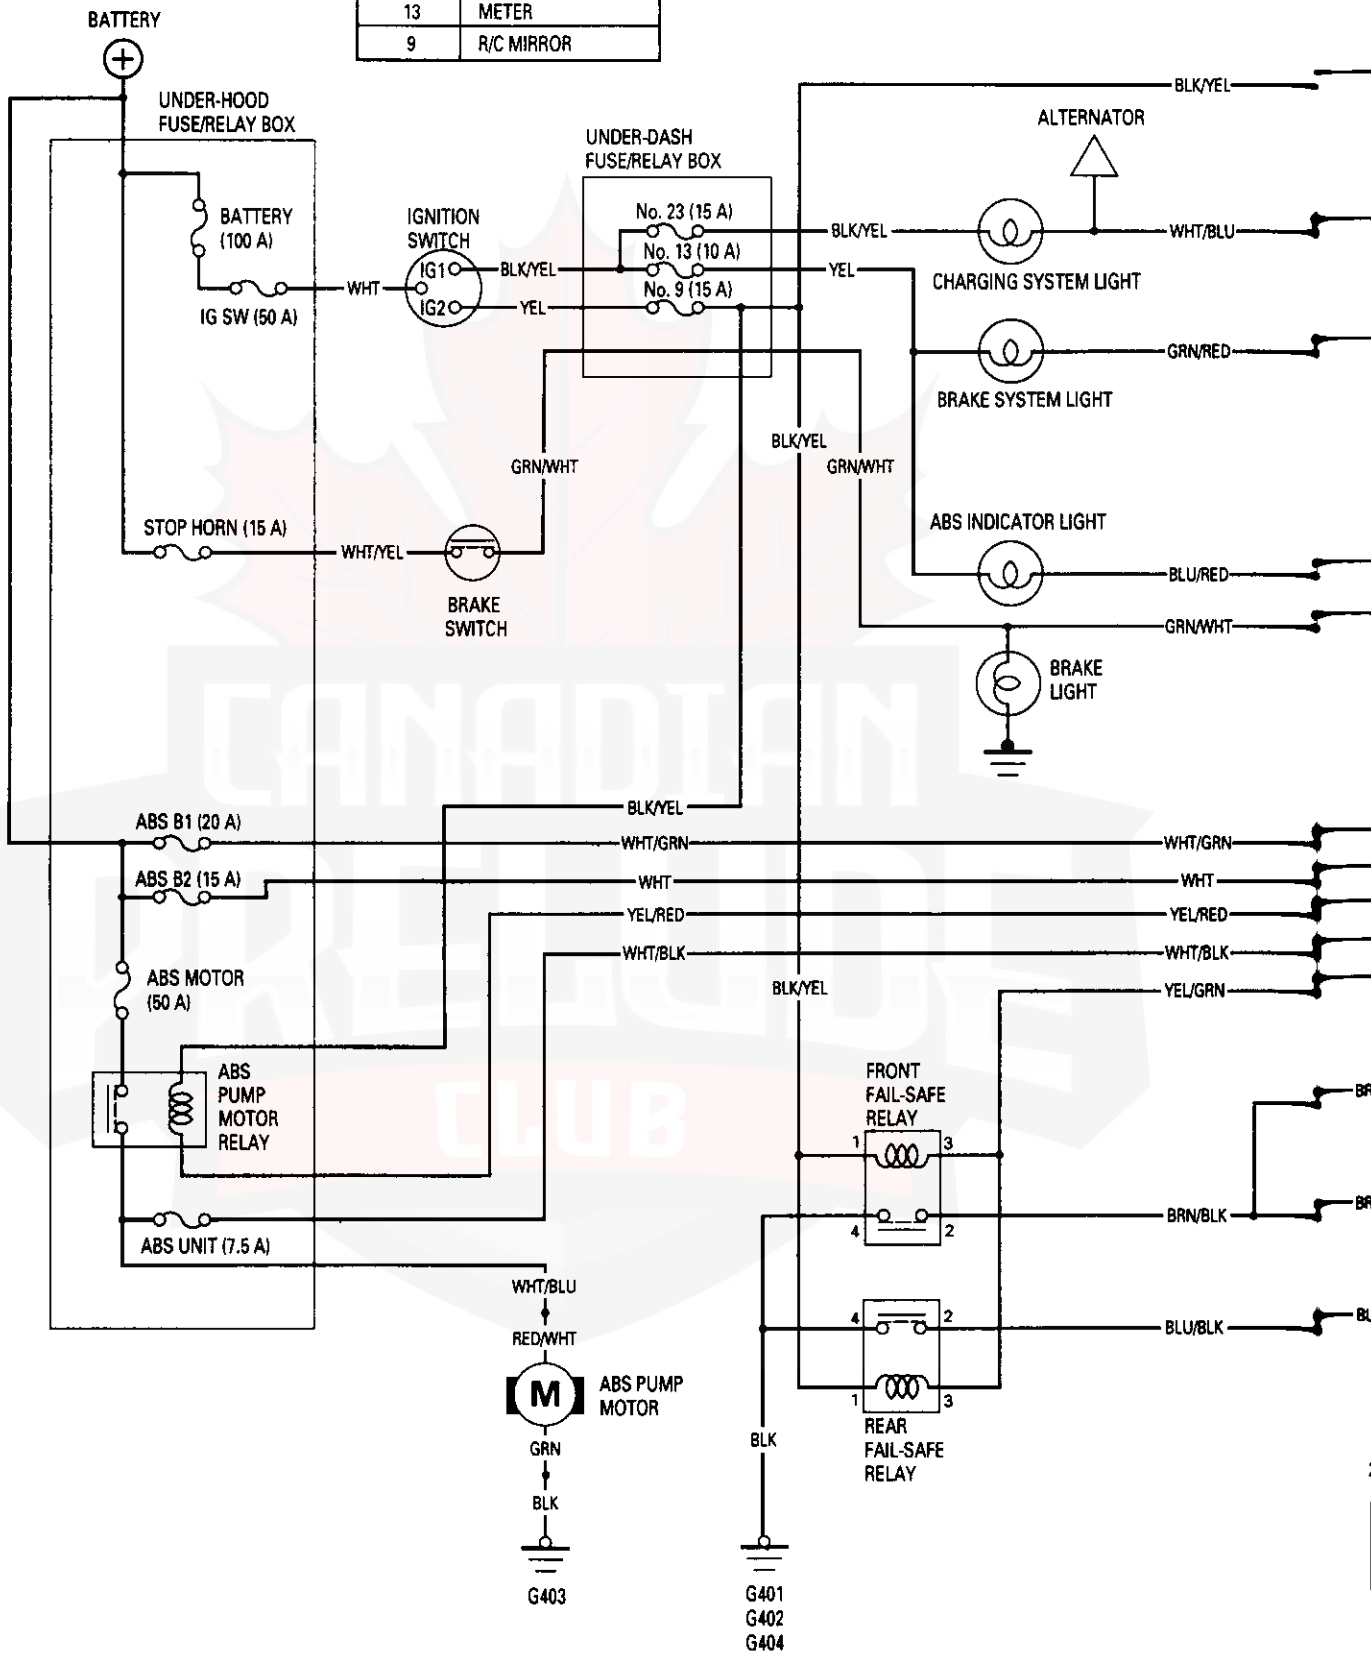 13 METER
9 R/C MIRROR
BATTERY
+
UNDER-HOOD
FUSE/RELAY BOX
BLK/YEL
ALTERNATOR
UNDER-DASH
FUSE/RELAY BOX
BATTERY
(100 A)
IGNITION
SWITCH
No. 23 (15 A)
BLK/YEL
WHT/BLU
CHARGING SYSTEM LIGHT
IG1
BLK/YEL
No. 13 (10 A)
YEL
WHT
IG SW (50 A)
IG2
YEL
No. 9 (15 A)
GRN/RED
BRAKE SYSTEM LIGHT
BLK/YEL
GRN/WHT
GRN/WHT
STOP HORN (15 A)
WHT/YEL
BRAKE
SWITCH
ABS INDICATOR LIGHT
BLU/RED
GRN/WHT
BRAKE
LIGHT
CANADIAN
PRELUDE
CLUB
BLK/YEL
ABS B1 (20 A)
WHT/GRN
WHT/GRN
ABS B2 (15 A)
WHT
WHT
YEL/RED
YEL/RED
WHT/BLK
WHT/BLK
ABS MOTOR
(50 A)
BLK/YEL
YEL/GRN
ABS
PUMP
MOTOR
RELAY
FRONT
FAIL-SAFE
RELAY
BR
1
3
4
2
BRN/BLK
BR
ABS UNIT (7.5 A)
WHT/BLU
RED/WHT
4
2
BLU/BLK
BL
M
ABS PUMP
MOTOR
1
3
REAR
FAIL-SAFE
RELAY
GRN
BLK
BLK
G403
G401
G402
G404